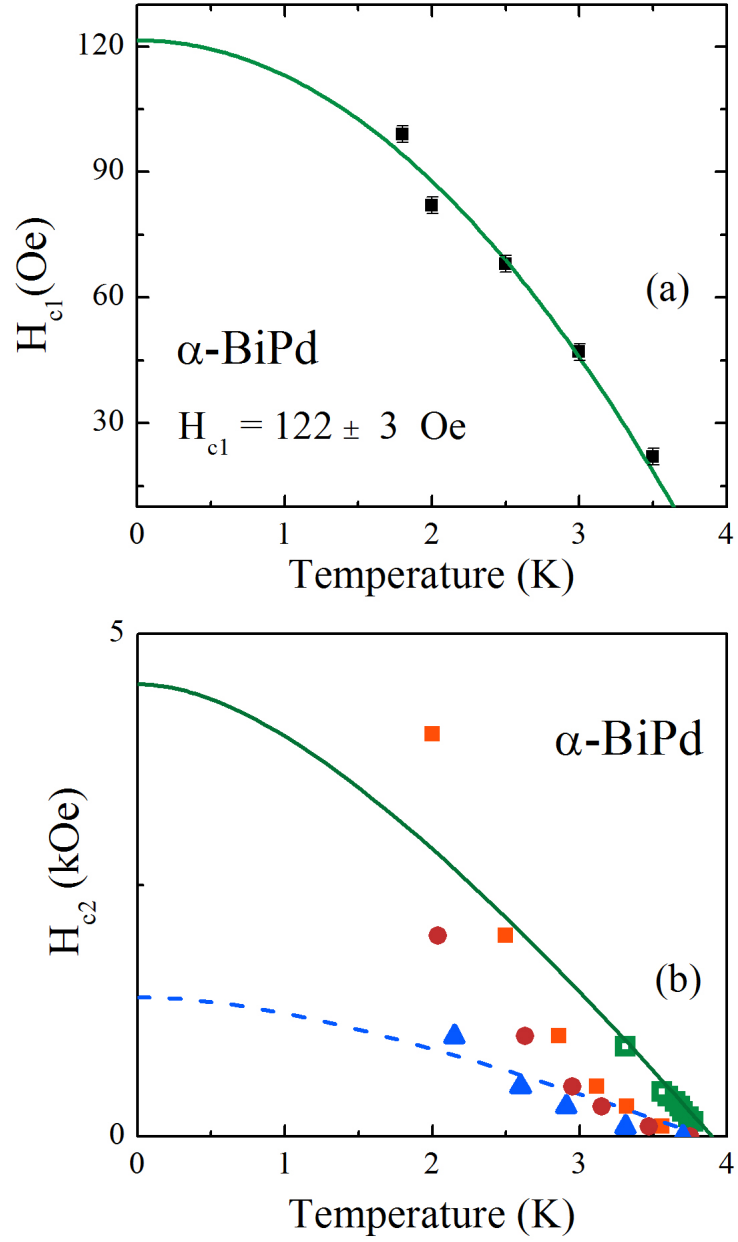 120
90
60
30
H_c1(Oe)
(a)
α-BiPd
H_c1 = 122 ± 3 Oe
0 1 2 3 4
Temperature (K)
5
0
H_c2 (kOe)
α-BiPd
(b)
0 1 2 3 4
Temperature (K)